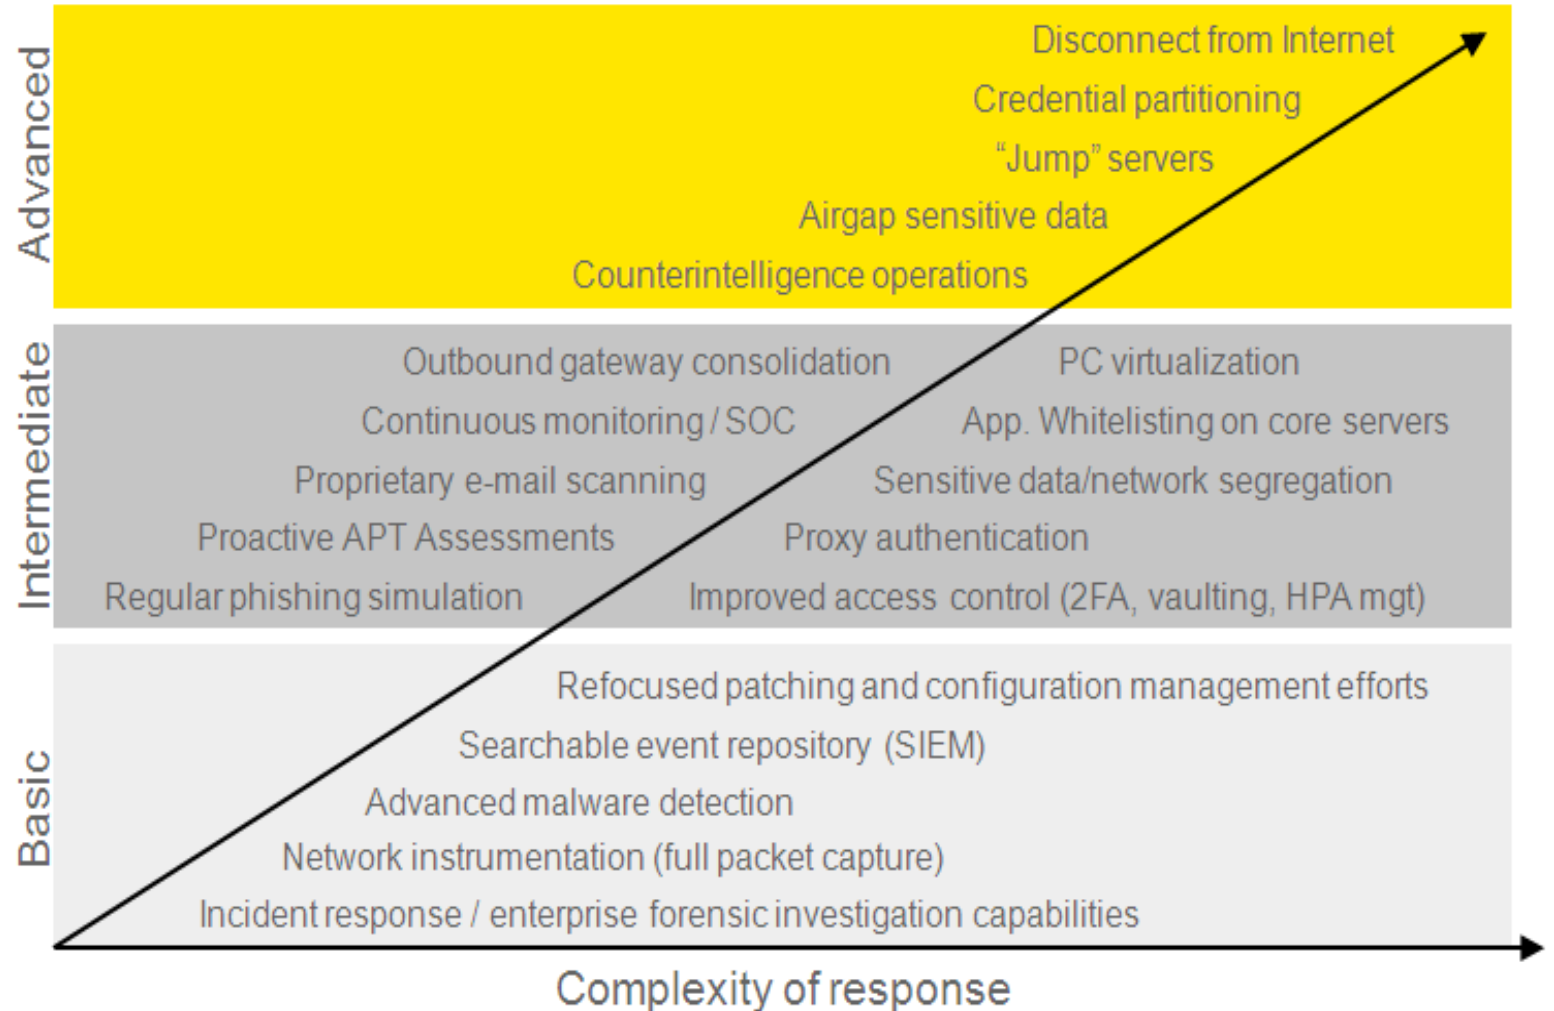 Advanced
Disconnect from Internet
Credential partitioning
“Jump” servers
Airgap sensitive data
Counterintelligence operations
Intermediate
Outbound gateway consolidation
PC virtualization
Continuous monitoring / SOC
App. Whitelisting on core servers
Proprietary e-mail scanning
Sensitive data/network segregation
Proactive APT Assessments
Proxy authentication
Regular phishing simulation
Improved access control (2FA, vaulting, HPA mgt)
Basic
Refocused patching and configuration management efforts
Searchable event repository (SIEM)
Advanced malware detection
Network instrumentation (full packet capture)
Incident response / enterprise forensic investigation capabilities
Complexity of response